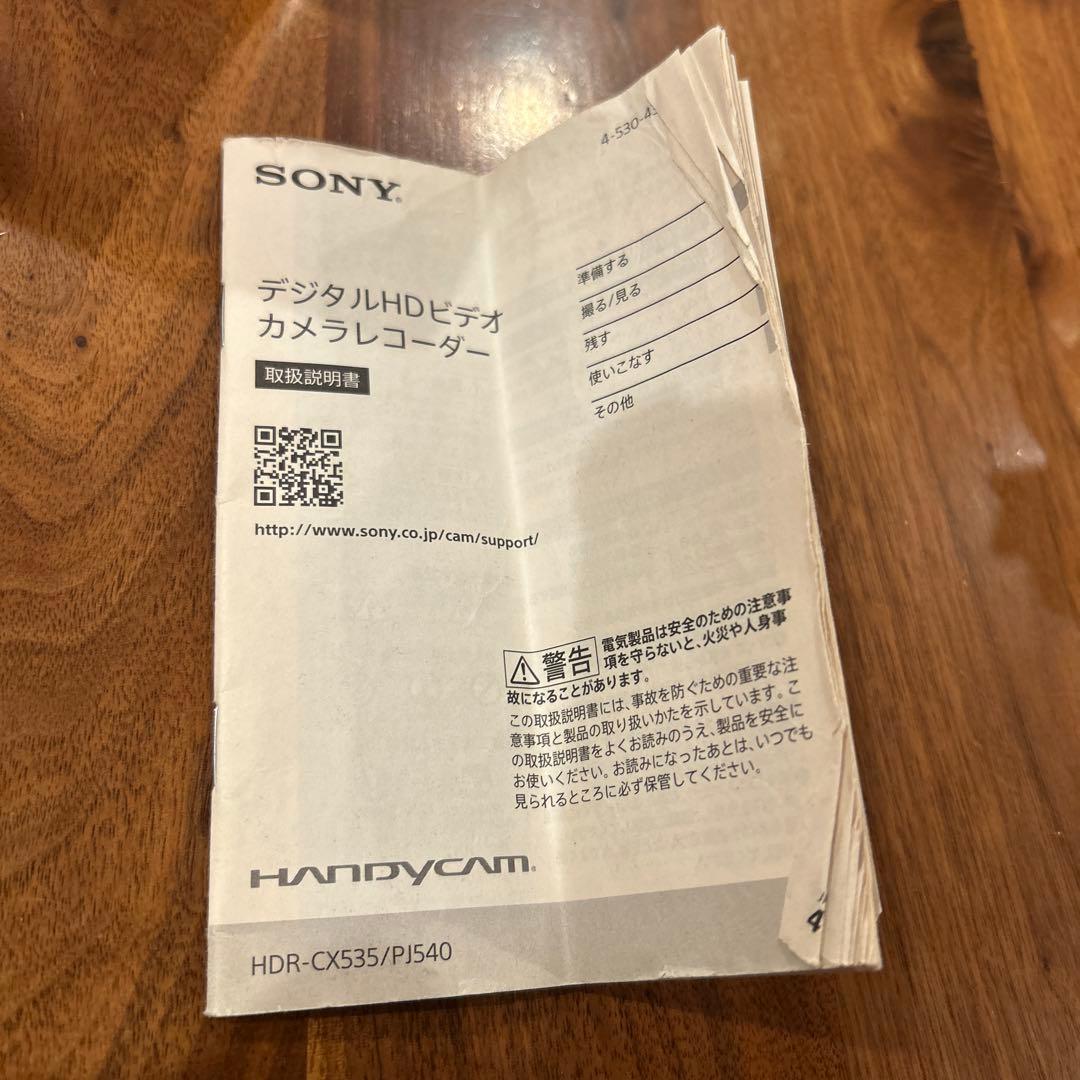 SONY®
4-530-4
準備する
撮る/見る
残す
使いこなす
その他
デジタルHDビデオ
カメラレコーダー
取扱説明書
http://www.sony.co.jp/cam/support/
警告
電気製品は安全のための注意事
項を守らないと、火災や人身事
故になることがあります。
この取扱説明書には、事故を防ぐための重要な注
意事項と製品の取り扱いかたを示しています。こ
の取扱説明書をよくお読みのうえ、製品を安全に
お使いください。お読みになったあとは、いつでも
見られるところに必ず保管してください。
HANDYCAM®
HDR-CX535/PJ540
4